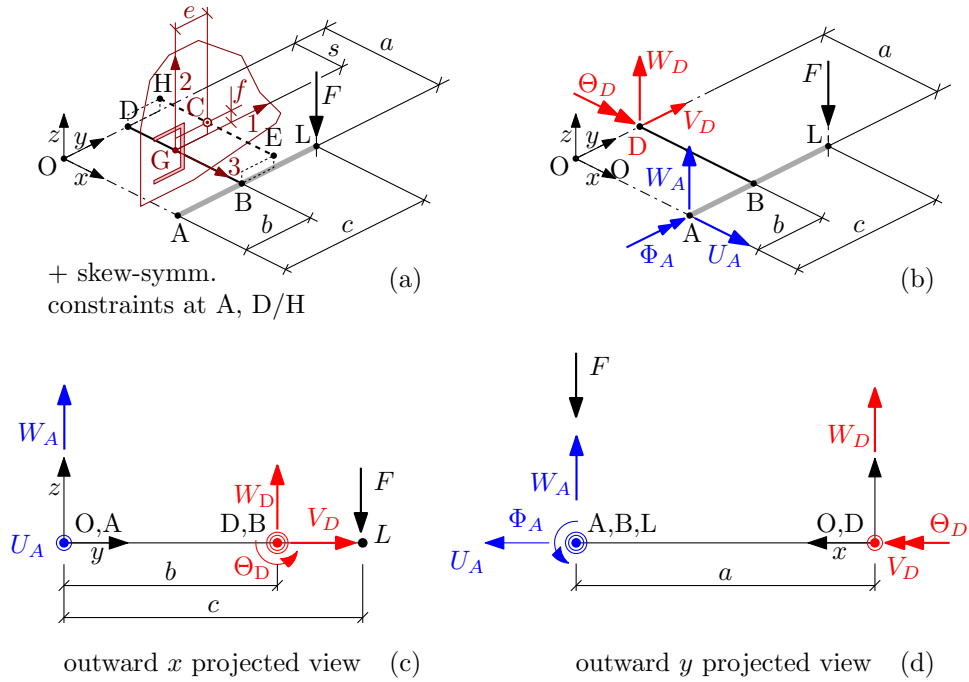 e
a
s
2
H
f
D
C
F
1
E
L
z
y
G
O
x
3
B
b
c
A
+ skew-symm.
constraints at A, D/H
(a)
W_D
a
Θ_D
F
V_D
z
y
D
L
O
O
x
W_A
B
b
c
A
Φ_A
U_A
(b)
W_A
z
W_D
F
O,A
D,B
V_D
L
U_A
y
Θ_D
b
c
outward x projected view (c)
F
W_D
W_A
Φ_A
A,B,L
O,D
Θ_D
U_A
x
V_D
a
outward y projected view (d)